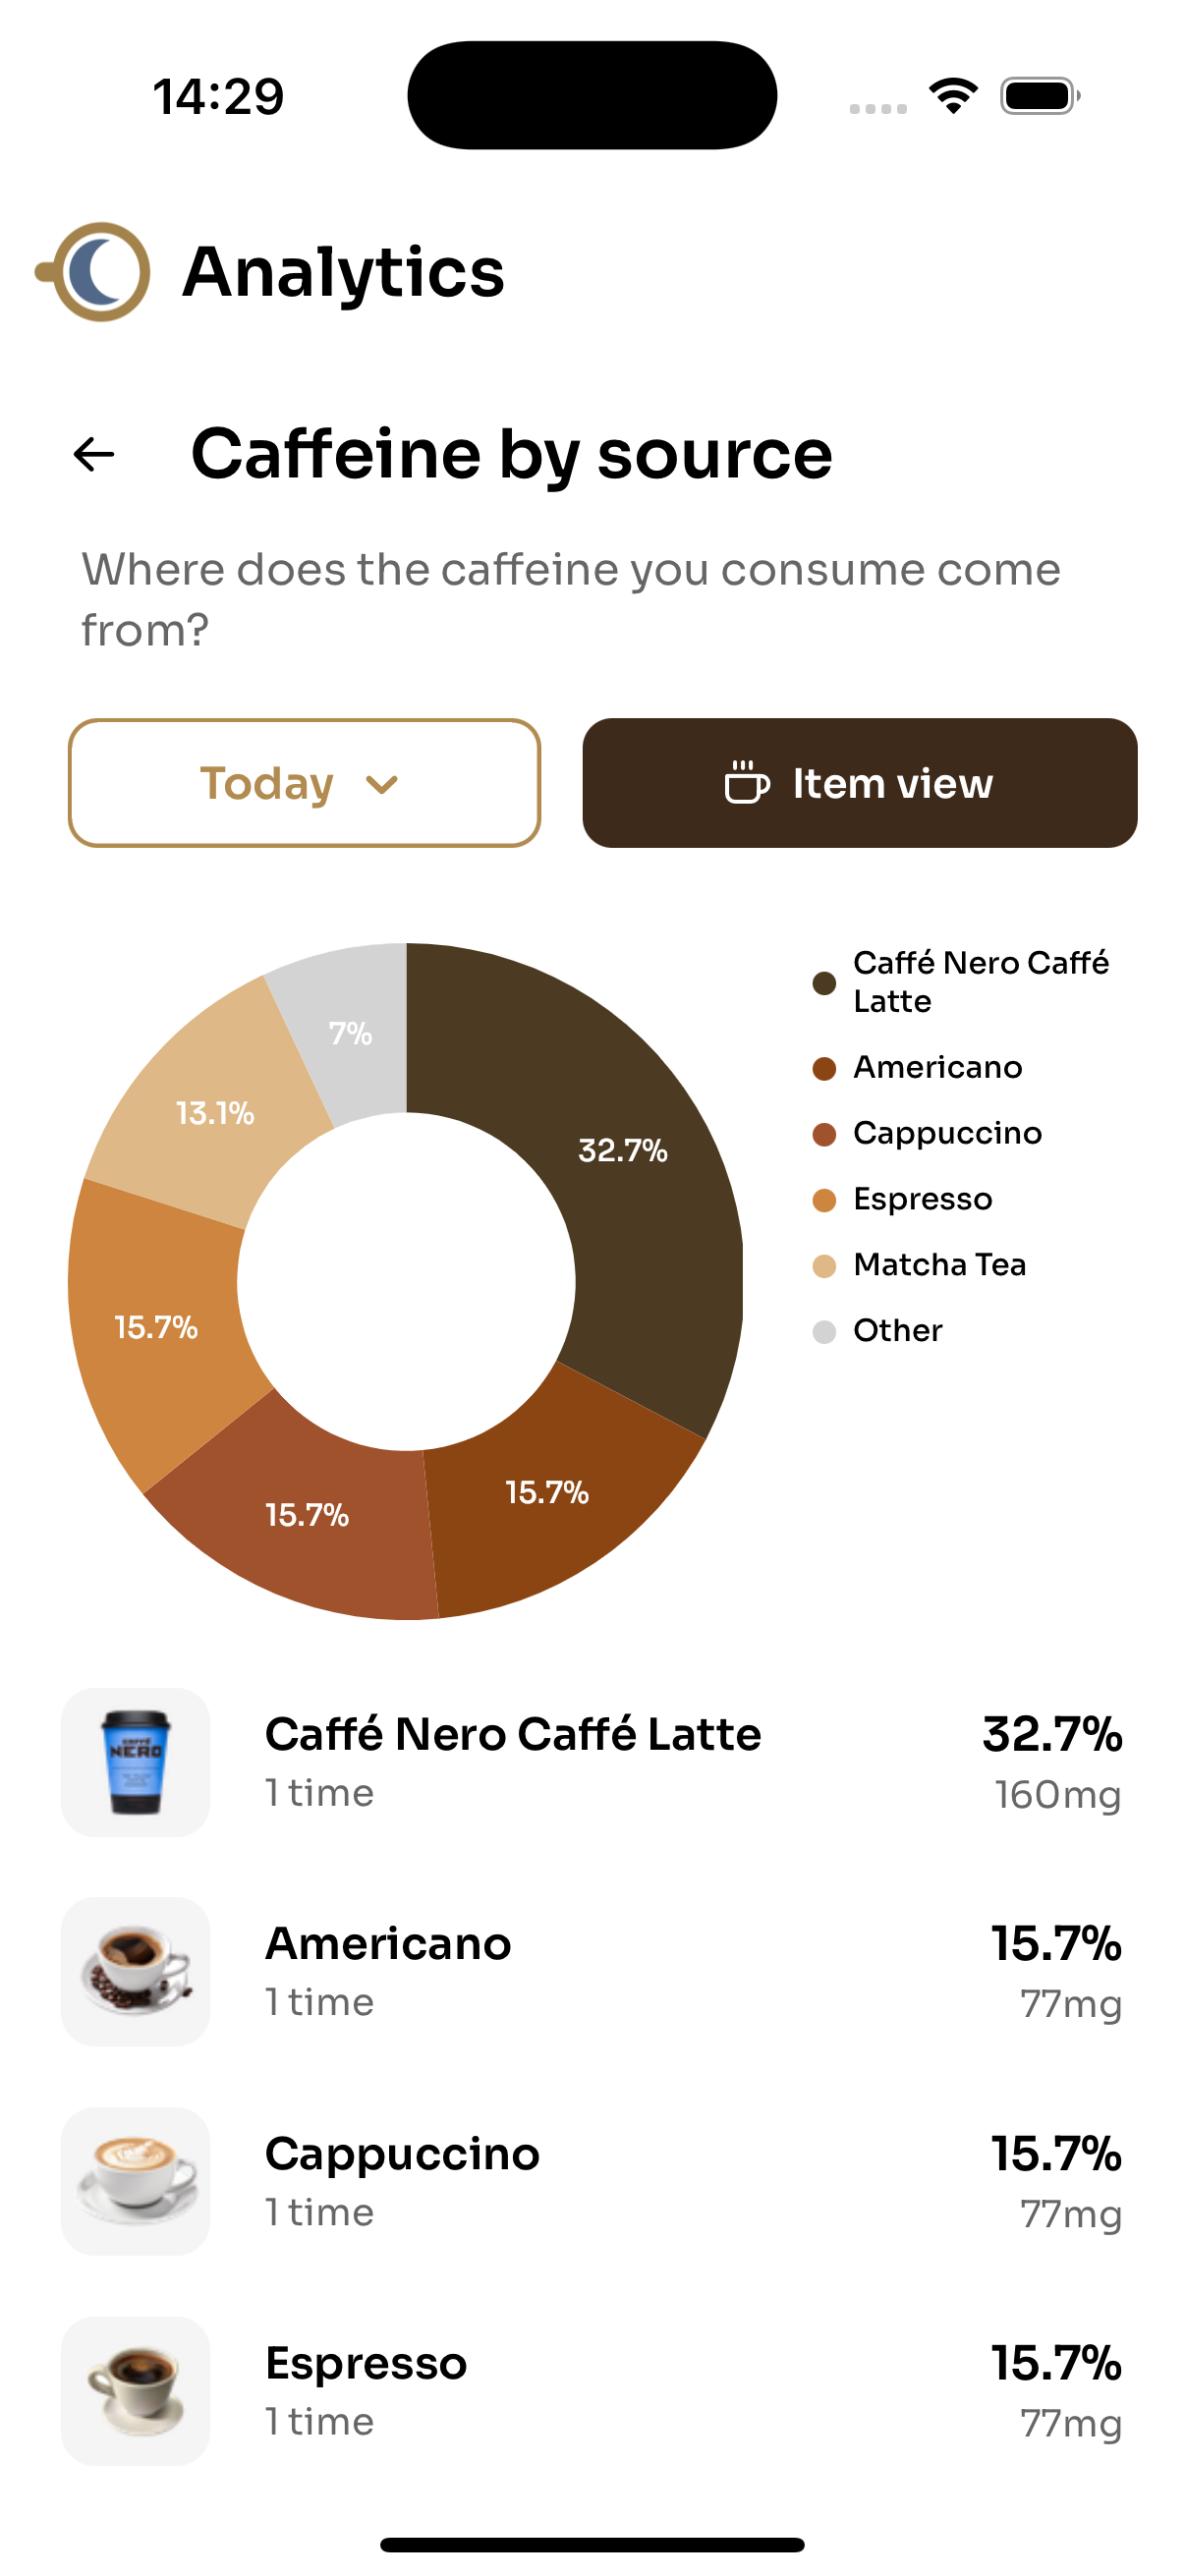 14:29
Analytics
Caffeine by source
Where does the caffeine you consume come
from?
Today
Item view
Caffé Nero Caffé
Latte
Americano
Cappuccino
Espresso
Matcha Tea
Other
7%
13.1%
32.7%
15.7%
15.7%
15.7%
Caffé Nero Caffé Latte
32.7%
1 time
160mg
CAFFÈ
NERO
Americano
15.7%
1 time
77mg
Cappuccino
15.7%
1 time
77mg
Espresso
15.7%
1 time
77mg